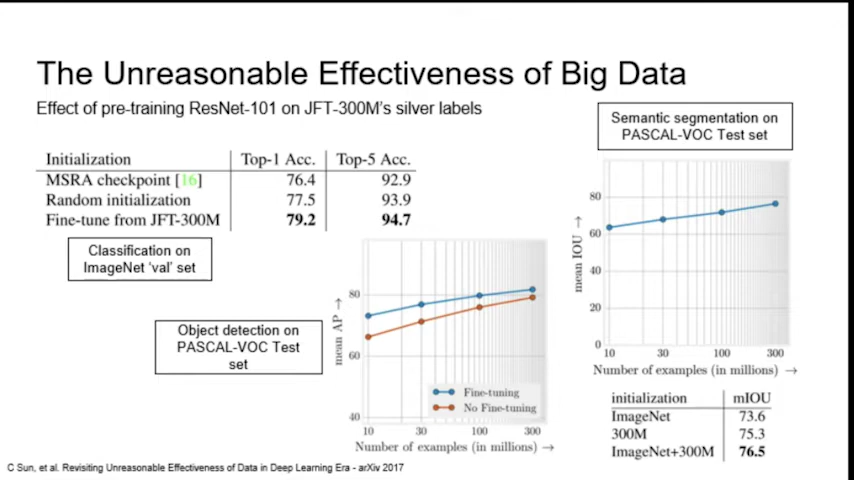 The Unreasonable Effectiveness of Big Data
Effect of pre-training ResNet-101 on JFT-300M's silver labels
Semantic segmentation on
PASCAL-VOC Test set
Initialization Top-1 Acc. Top-5 Acc.
MSRA checkpoint [16] 76.4 92.9
Random initialization 77.5 93.9
Fine-tune from JFT-300M 79.2 94.7
Classification on
ImageNet 'val' set
Object detection on
PASCAL-VOC Test
set
mean AP →
80
60
40
Fine-tuning
No Fine-tuning
10 30 100 300
Number of examples (in millions) →
mean IOU →
80
60
40
20
0
10 30 100 300
Number of examples (in millions) →
initialization mIOU
ImageNet 73.6
300M 75.3
ImageNet+300M 76.5
C Sun, et al. Revisiting Unreasonable Effectiveness of Data in Deep Learning Era - arXiv 2017